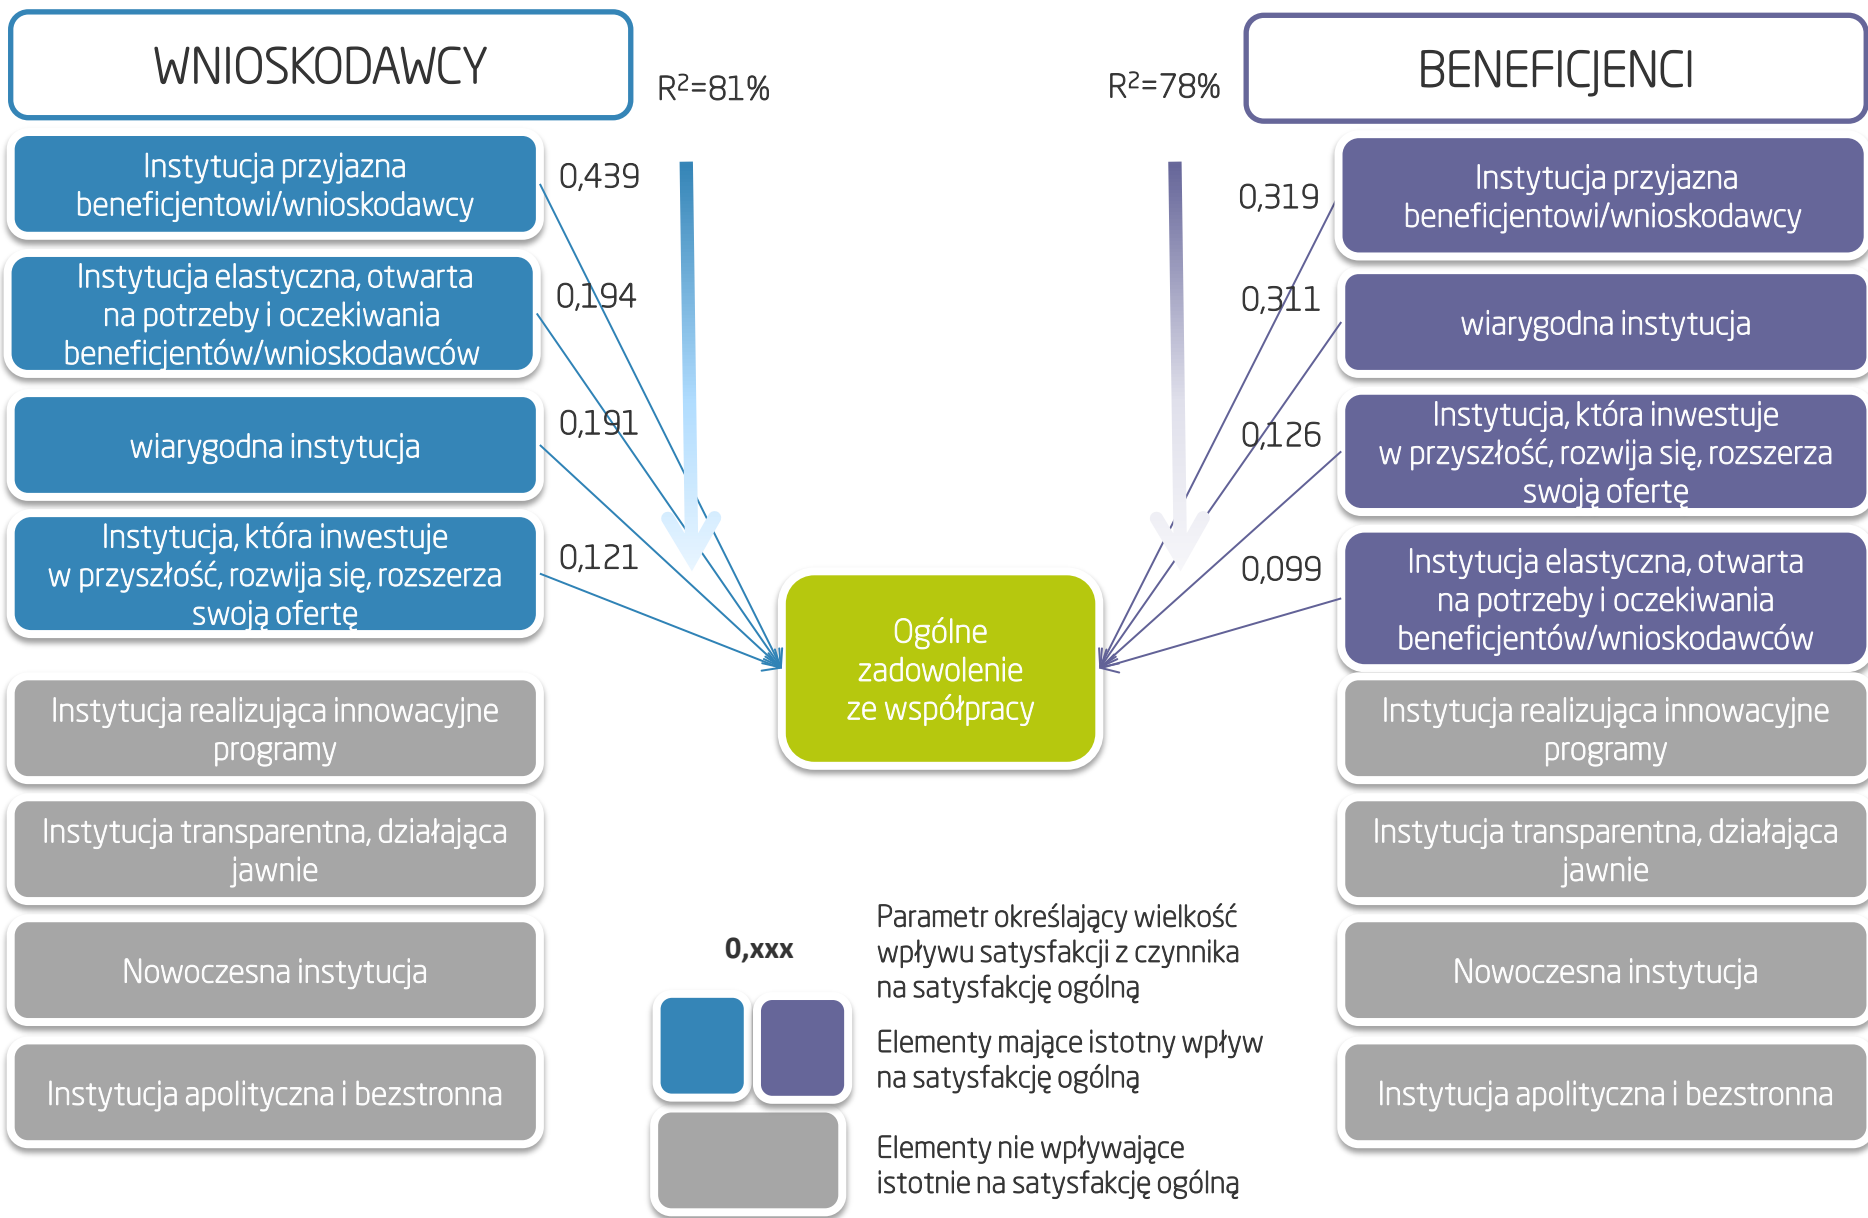 WNIOSKODAWCY
R²=81%
Instytucja przyjazna
beneficjentowi/wnioskodawcy
0,439
Instytucja elastyczna, otwarta
na potrzeby i oczekiwania
beneficjentów/wnioskodawców
0,194
wiarygodna instytucja
0,191
Instytucja, która inwestuje
w przyszłość, rozwija się, rozszerza
swoją ofertę
0,121
Instytucja realizująca innowacyjne
programy
Instytucja transparentna, działająca
jawnie
Nowoczesna instytucja
Instytucja apolityczna i bezstronna
Ogólne
zadowolenie
ze współpracy
BENEFICJENCI
R²=78%
Instytucja przyjazna
beneficjentowi/wnioskodawcy
0,319
wiarygodna instytucja
0,311
Instytucja, która inwestuje
w przyszłość, rozwija się, rozszerza
swoją ofertę
0,126
Instytucja elastyczna, otwarta
na potrzeby i oczekiwania
beneficjentów/wnioskodawców
0,099
Instytucja realizująca innowacyjne
programy
Instytucja transparentna, działająca
jawnie
Nowoczesna instytucja
Instytucja apolityczna i bezstronna
0,xxx
Parametr określający wielkość
wpływu satysfakcji z czynnika
na satysfakcję ogólną
Elementy mające istotny wpływ
na satysfakcję ogólną
Elementy nie wpływające
istotnie na satysfakcję ogólną